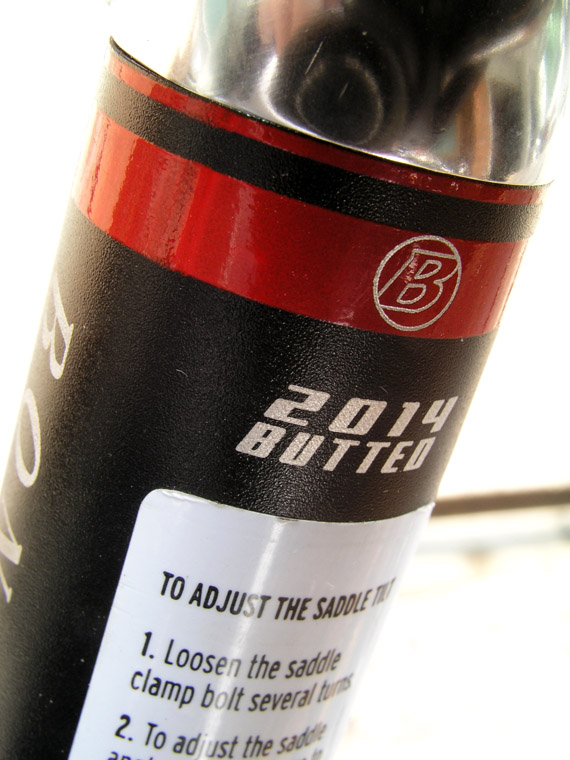 B
2014
BUTTED
TO ADJUST THE SADDLE TILT
1. Loosen the saddle
clamp bolt several turns
2. To adjust the saddle